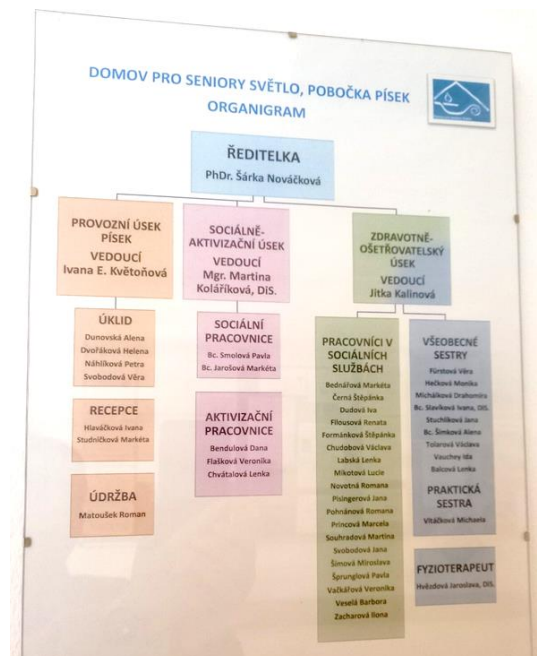 DOMOV PRO SENIORY SVĚTLO, POBOČKA PÍSEK
ORGANIGRAM
ŘEDITELKA
PhDr. Šárka Nováčková
PROVOZNÍ ÚSEK
PÍSEK
VEDOUCÍ
Ivana E. Květoňová
SOCIÁLNĚ-
AKTIVIZAČNÍ ÚSEK
VEDOUCÍ
Mgr. Martina
Koláříková, DiS.
ZDRAVOTNĚ-
OŠETŘOVATELSKÝ
ÚSEK
VEDOUCÍ
Jitka Kalinová
ÚKLID
Dunovská Alena
Dvořáková Helena
Náhlíková Petra
Svobodová Věra
RECEPCE
Hlaváčková Ivana
Studničková Markéta
ÚDRŽBA
Matoušek Roman
SOCIÁLNÍ
PRACOVNICE
Bc. Smolová Pavla
Bc. Jarošová Markéta
AKTIVIZAČNÍ
PRACOVNICE
Bendulová Dana
Flašková Veronika
Chvátalová Lenka
PRACOVNÍCI V
SOCIÁLNÍCH
SLUŽBÁCH
Bednářová Markéta
Černá Štěpánka
Dudová Iva
Filousová Renata
Formánková Štěpánka
Chudobová Václava
Labská Lenka
Mikotová Lucie
Novotná Romana
Pisingerová Jana
Pohnánová Romana
Princová Marcela
Souhradová Martina
Svobodová Jana
Šímová Miroslava
Šprunglová Pavla
Vačkářová Veronika
Veselá Barbora
Zacharová Ilona
VŠEOBECNÉ
SESTRY
Fürstová Věra
Hečková Monika
Michálková Drahomíra
Bc. Slavíková Ivana, DiS.
Stuchlíková Jana
Bc. Šimková Alena
Tolarová Václava
Vauchey Ida
Balcová Lenka
PRAKTICKÁ
SESTRA
Vitáčková Michaela
FYZIOTERAPEUT
Hvězdová Jaroslava, DiS.